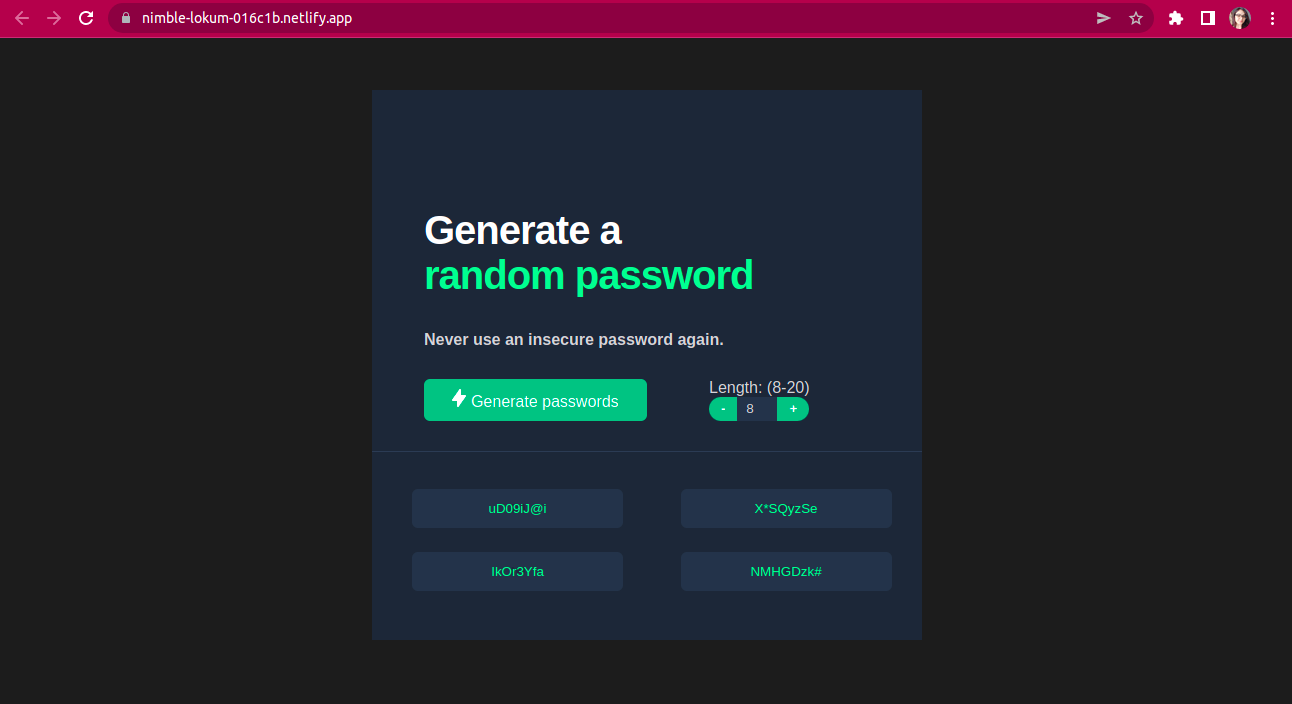 nimble-lokum-016c1b.netlify.app
Generate a
random password
Never use an insecure password again.
Generate passwords
Length: (8-20)
- 8 +
uD09iJ@i
X*SQyzSe
IkOr3Yfa
NMHGDzk#